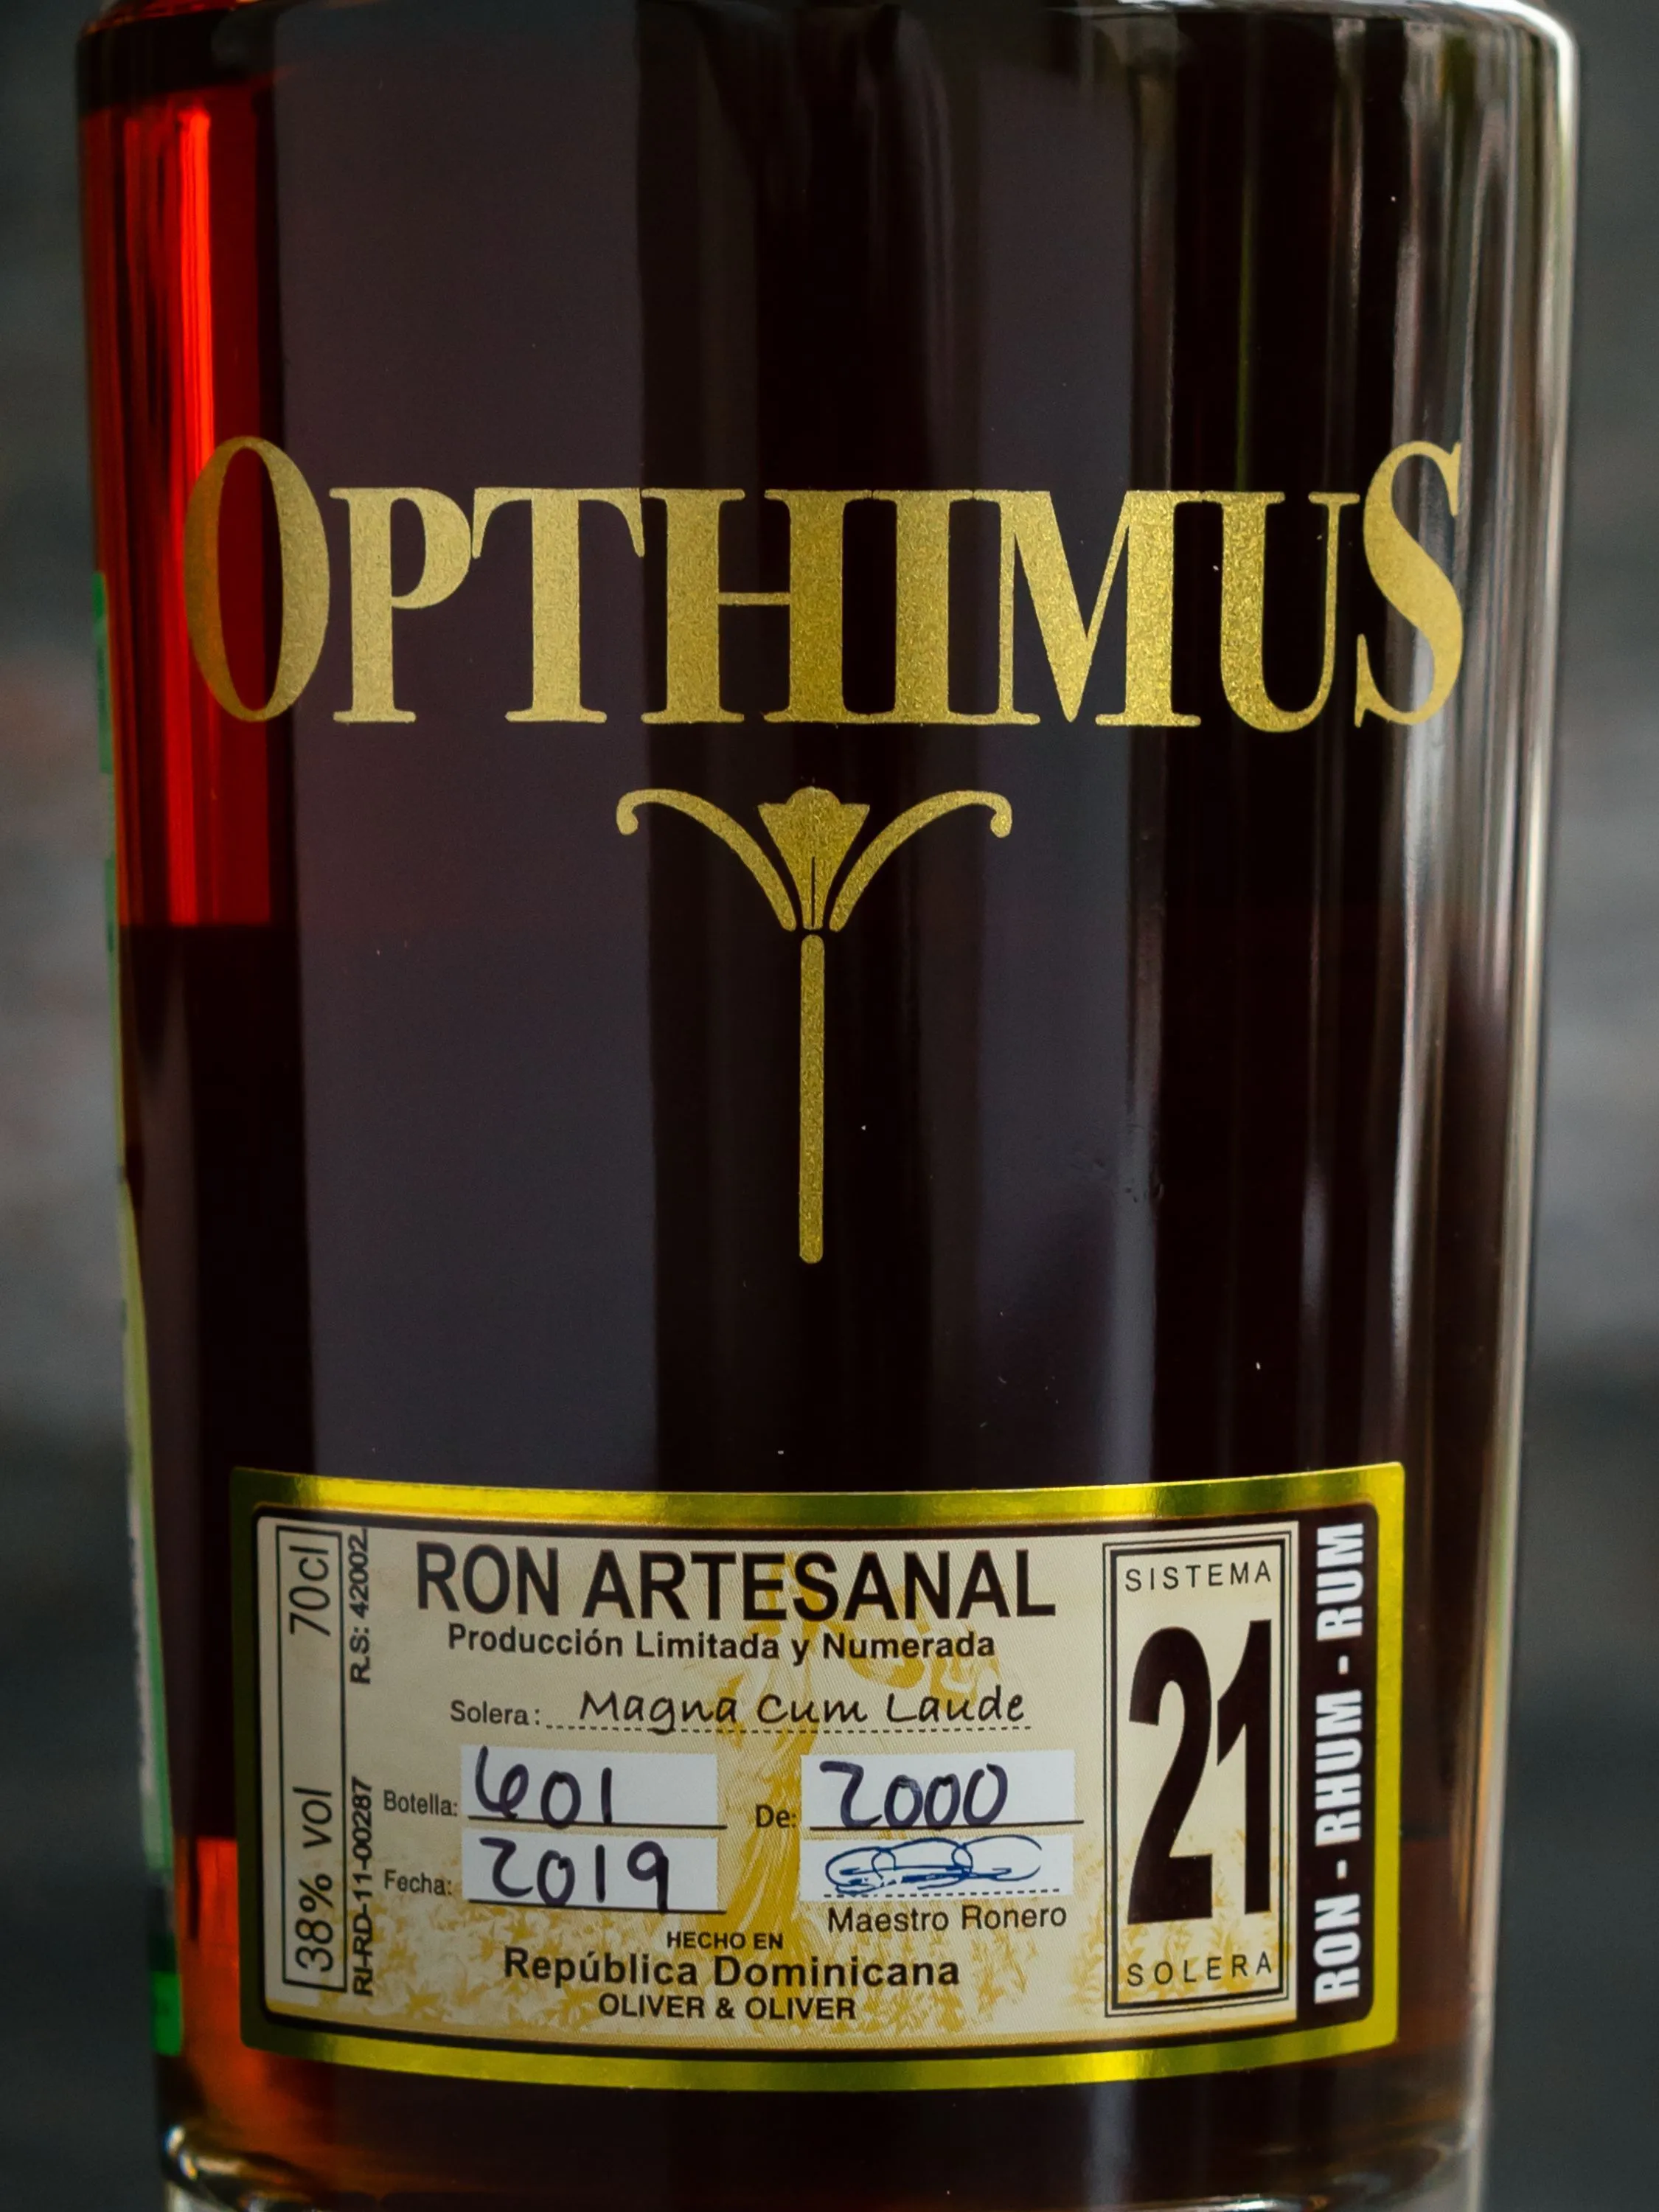 OPTHIMUS
70cl
38% vol
R.S: 42002
RI-RD-11-00287
RON ARTESANAL
Producción Limitada y Numerada
Solera: Magna Cum Laude
Botella: 601 De: 2000
Fecha: 2019
Maestro Ronero
HECHO EN
República Dominicana
OLIVER & OLIVER
SISTEMA
21
SOLERA
RON - RHUM - RUM